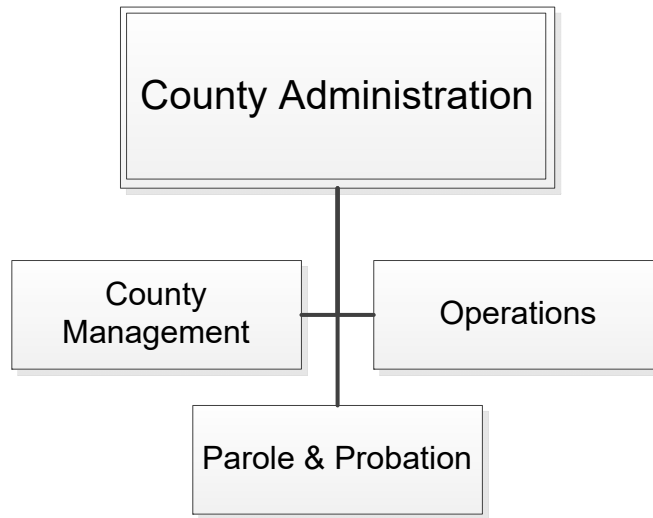 County Administration
County
Management
Operations
Parole & Probation